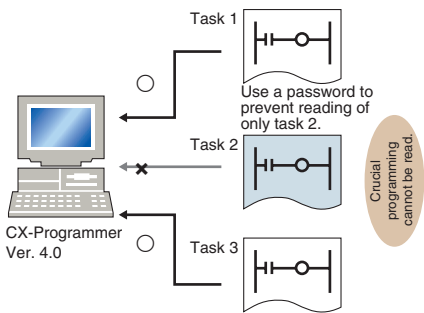 Task 1
Use a password to
prevent reading of
only task 2.
Task 2
Crucial
programming
cannot be read.
CX-Programmer
Ver. 4.0
Task 3